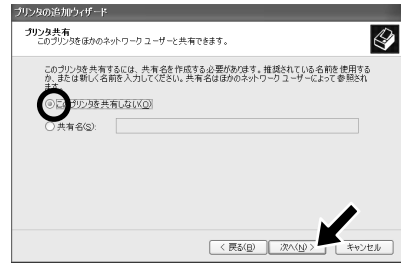 プリンタの追加ウィザード
プリンタ共有
このプリンタをほかのネットワーク ユーザーと共有できます。
このプリンタを共有するには、共有名を作成する必要があります。推奨されている名前を使用する
か、または新しく名前を入力してください。共有名はほかのネットワーク ユーザーによって参照され
ます。
このプリンタを共有しない(O)
共有名(S):
< 戻る(B)
次へ(N) >
キャンセル